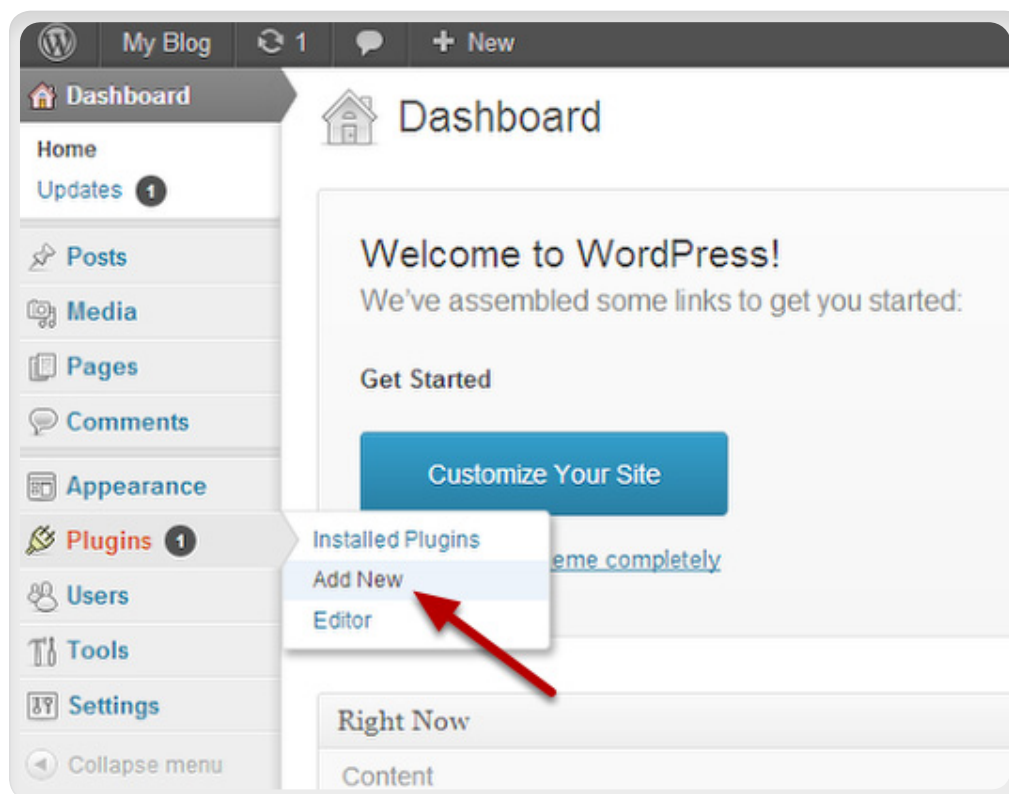 My Blog 1 + New
Dashboard
Home
Updates 1
Posts
Media
Pages
Comments
Appearance
Plugins 1
Users
Tools
Settings
Collapse menu
Installed Plugins
Add New
Editor
Dashboard
Welcome to WordPress!
We've assembled some links to get you started:
Get Started
Customize Your Site
completely
Right Now
Content